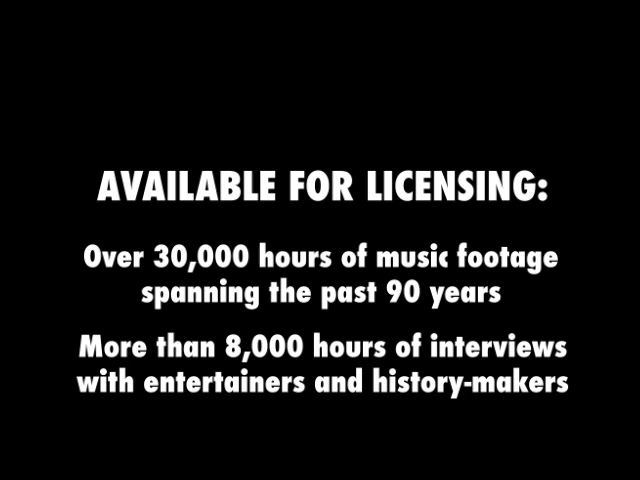 AVAILABLE FOR LICENSING:
Over 30,000 hours of music footage
spanning the past 90 years
More than 8,000 hours of interviews
with entertainers and history-makers